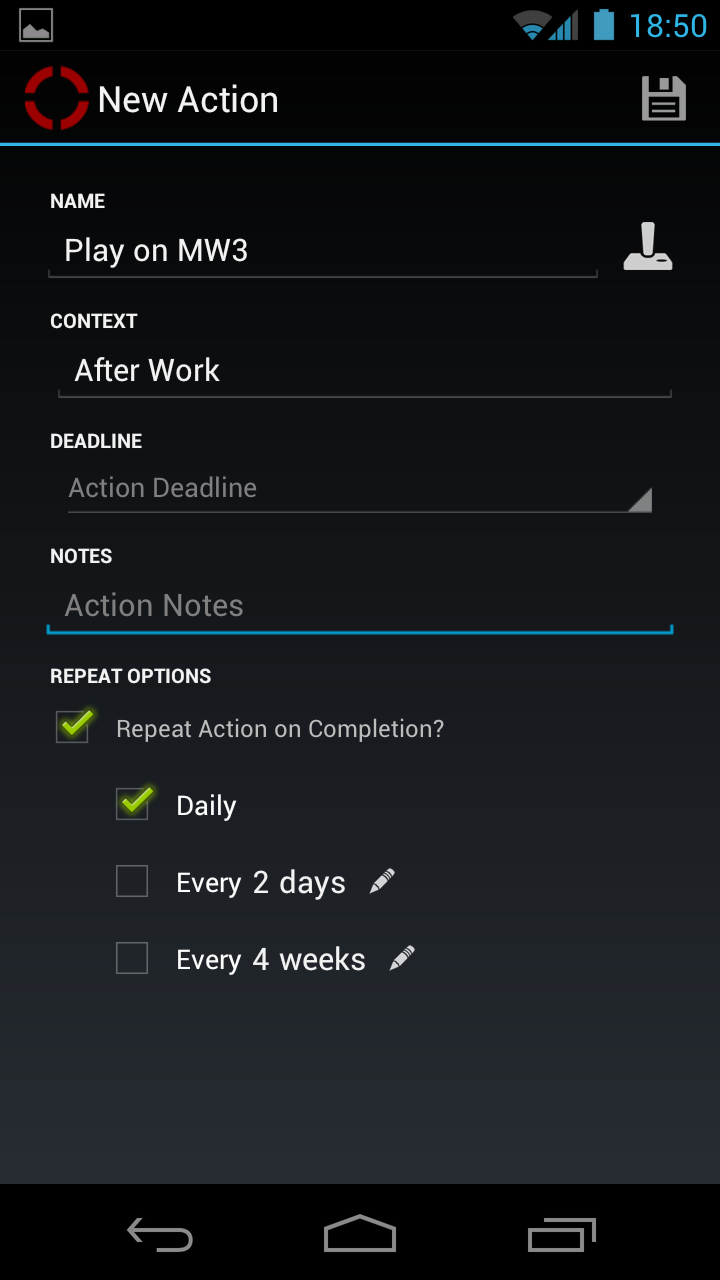 18:50
New Action
NAME
Play on MW3
CONTEXT
After Work
DEADLINE
Action Deadline
NOTES
Action Notes
REPEAT OPTIONS
Repeat Action on Completion?
Daily
Every 2 days
Every 4 weeks